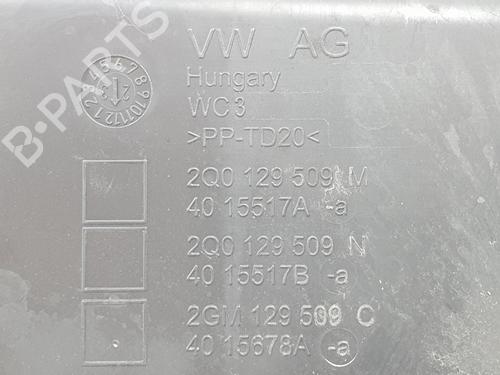 VW AG
Hungary
WC3
>PP-TD20<
2Q0 129 509 M
40 15517A -a
2Q0 129 509 N
40 15517B -a
2GM 129 509 C
40 15678A -a
B-PARTS